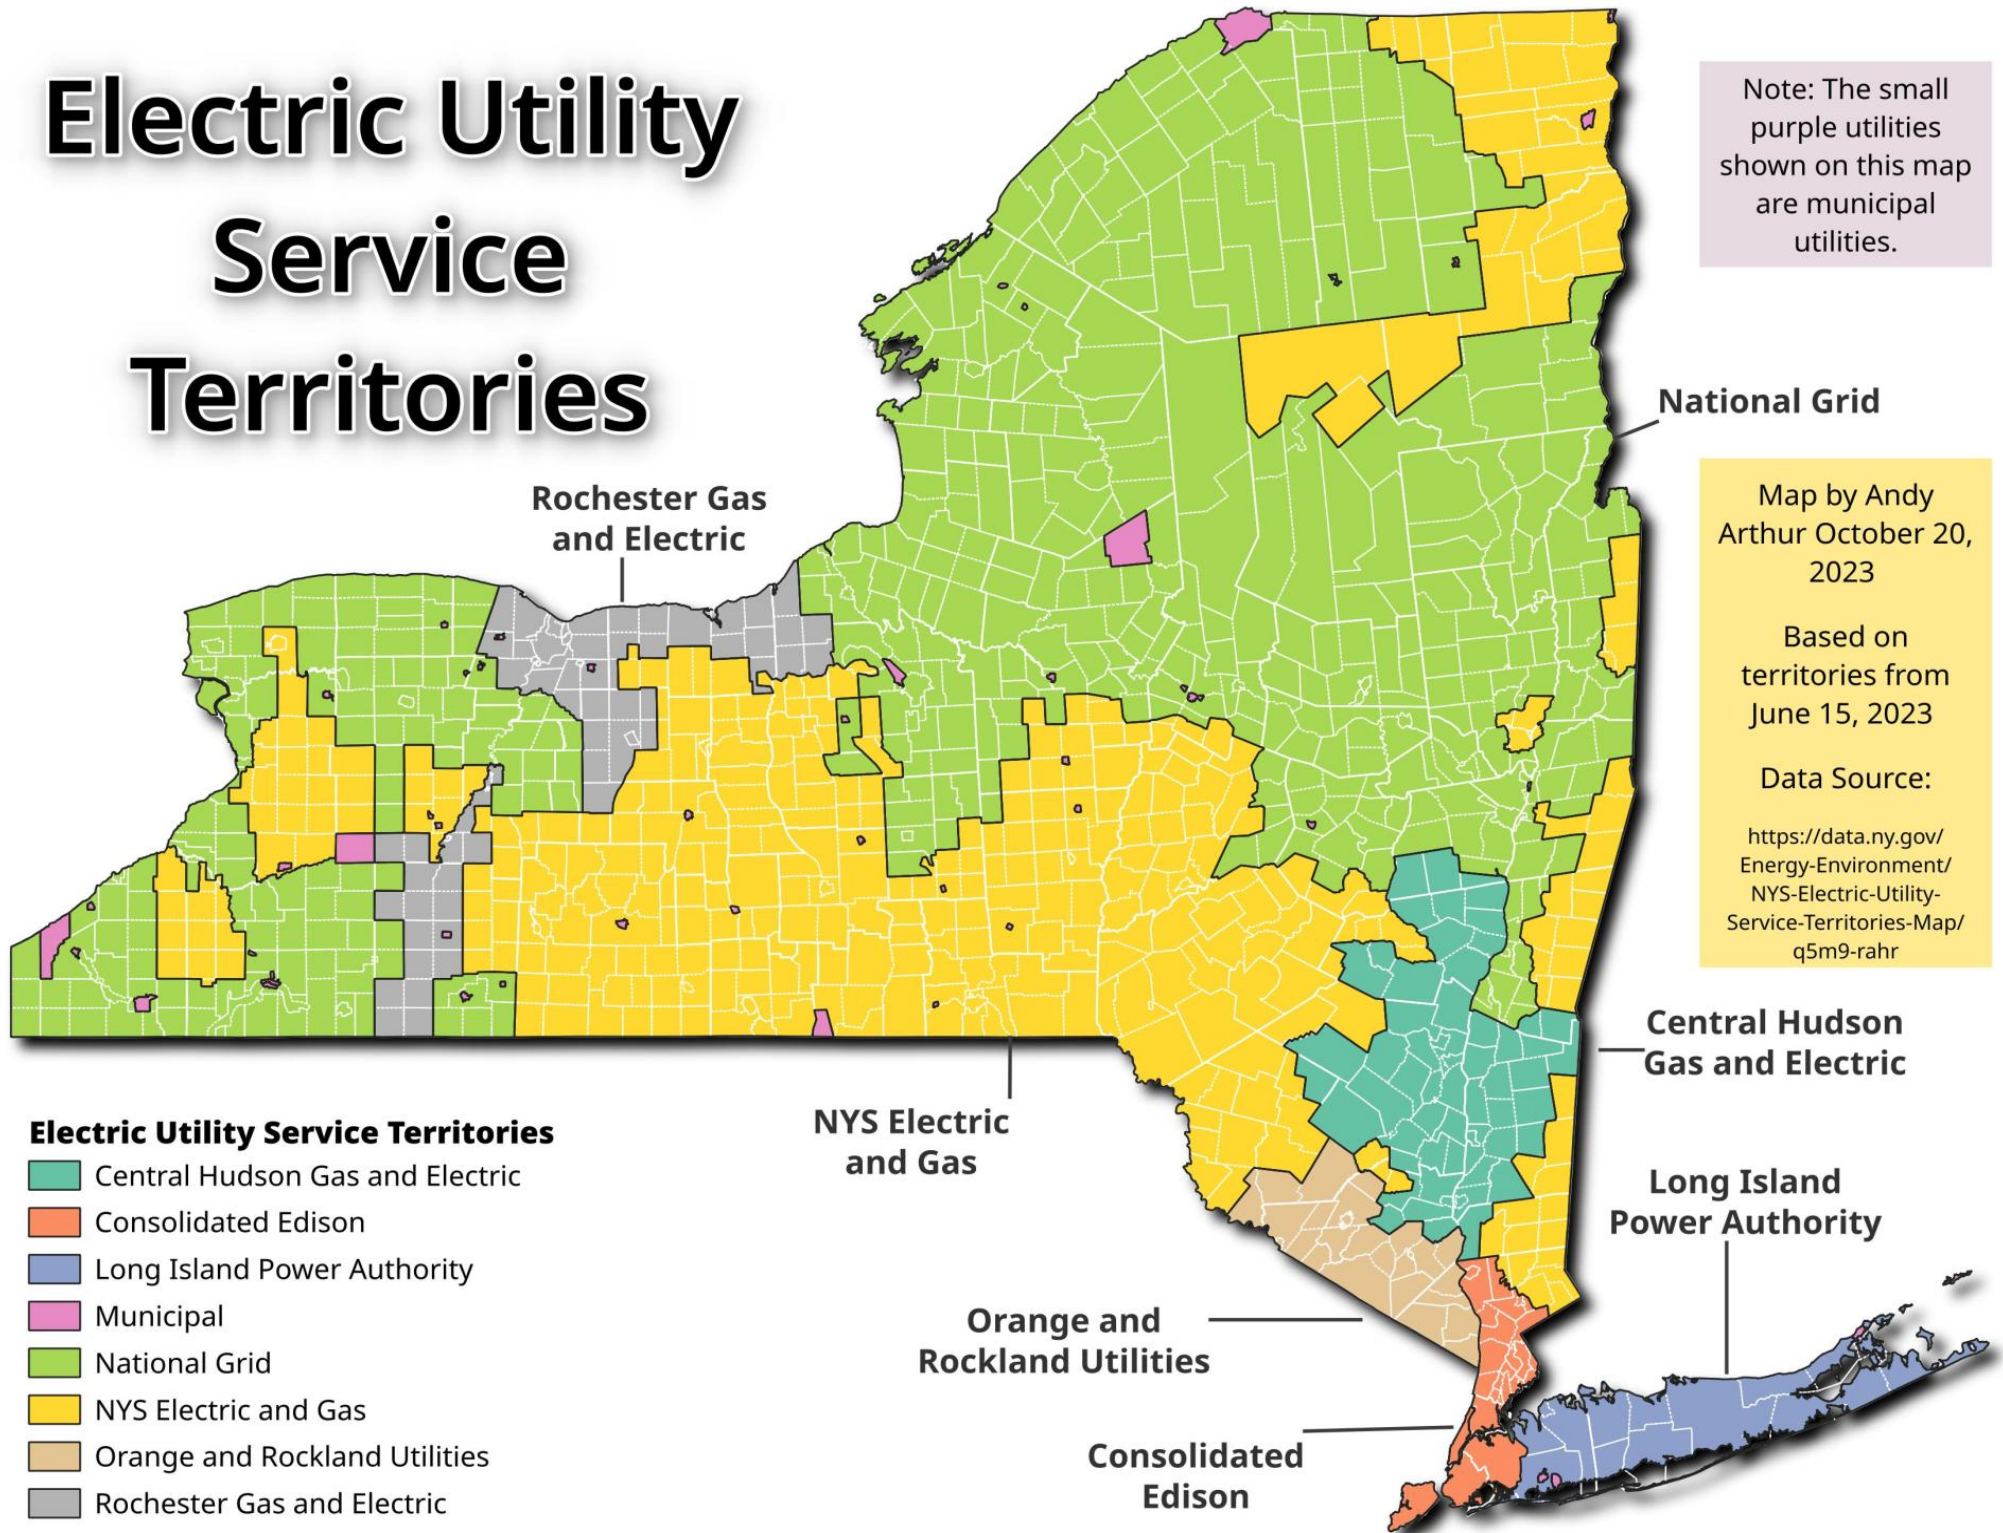 Electric Utility
Service
Territories
Note: The small
purple utilities
shown on this map
are municipal
utilities.
National Grid
Rochester Gas
and Electric
Map by Andy
Arthur October 20,
2023
Based on
territories from
June 15, 2023
Data Source:
https://data.ny.gov/
Energy-Environment/
NYS-Electric-Utility-
Service-Territories-Map/
q5m9-rahr
Central Hudson
Gas and Electric
NYS Electric
and Gas
Long Island
Power Authority
Orange and
Rockland Utilities
Consolidated
Edison
Electric Utility Service Territories
Central Hudson Gas and Electric
Consolidated Edison
Long Island Power Authority
Municipal
National Grid
NYS Electric and Gas
Orange and Rockland Utilities
Rochester Gas and Electric